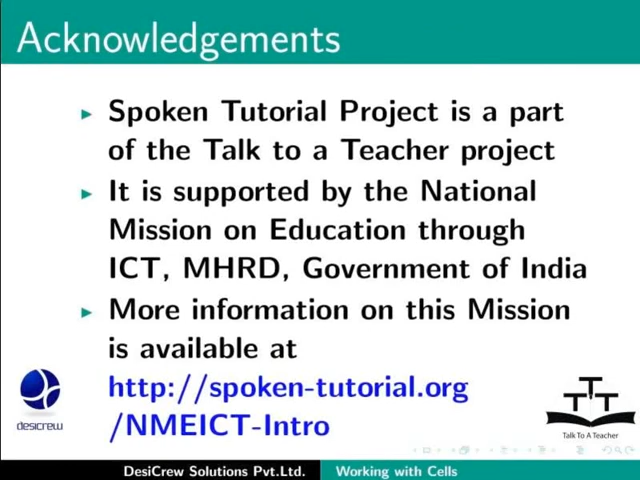 Acknowledgements
Spoken Tutorial Project is a part
of the Talk to a Teacher project
It is supported by the National
Mission on Education through
ICT, MHRD, Government of India
More information on this Mission
is available at
http://spoken-tutorial.org
/NMEICT-Intro
desicrew
TTT
Talk To A Teacher
DesiCrew Solutions Pvt.Ltd.
Working with Cells